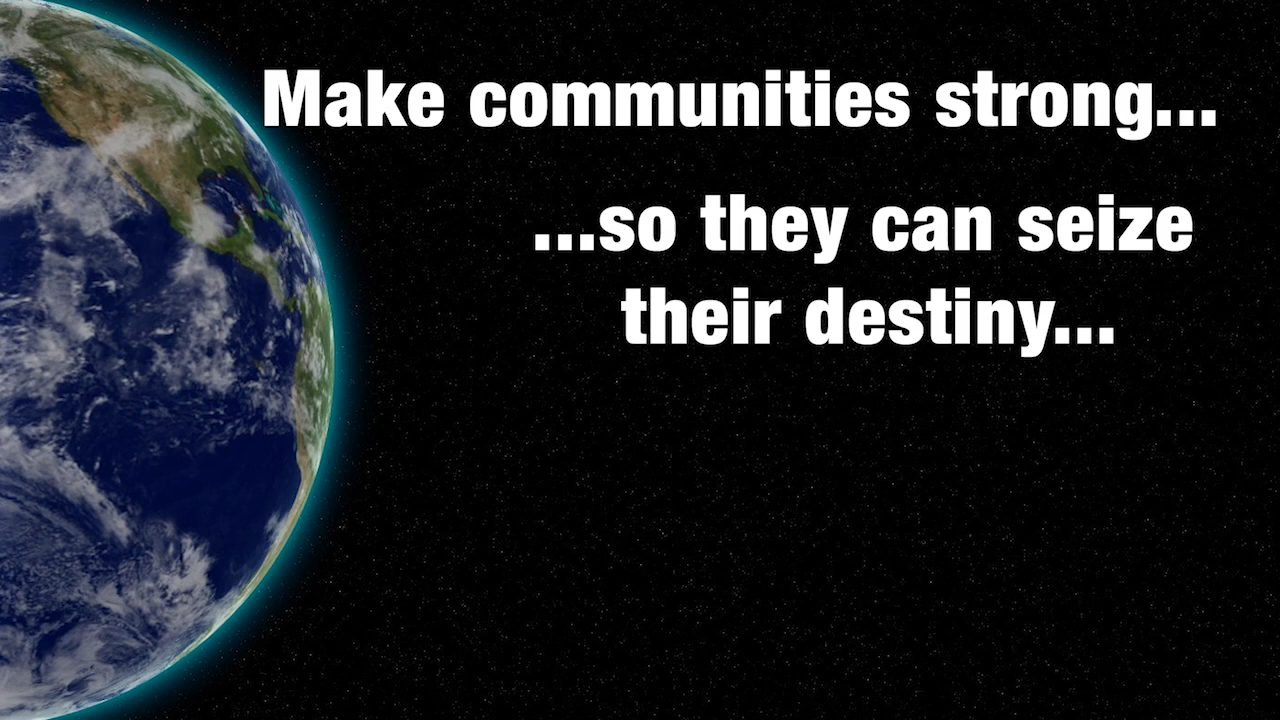 Make communities strong...
...so they can seize
their destiny...